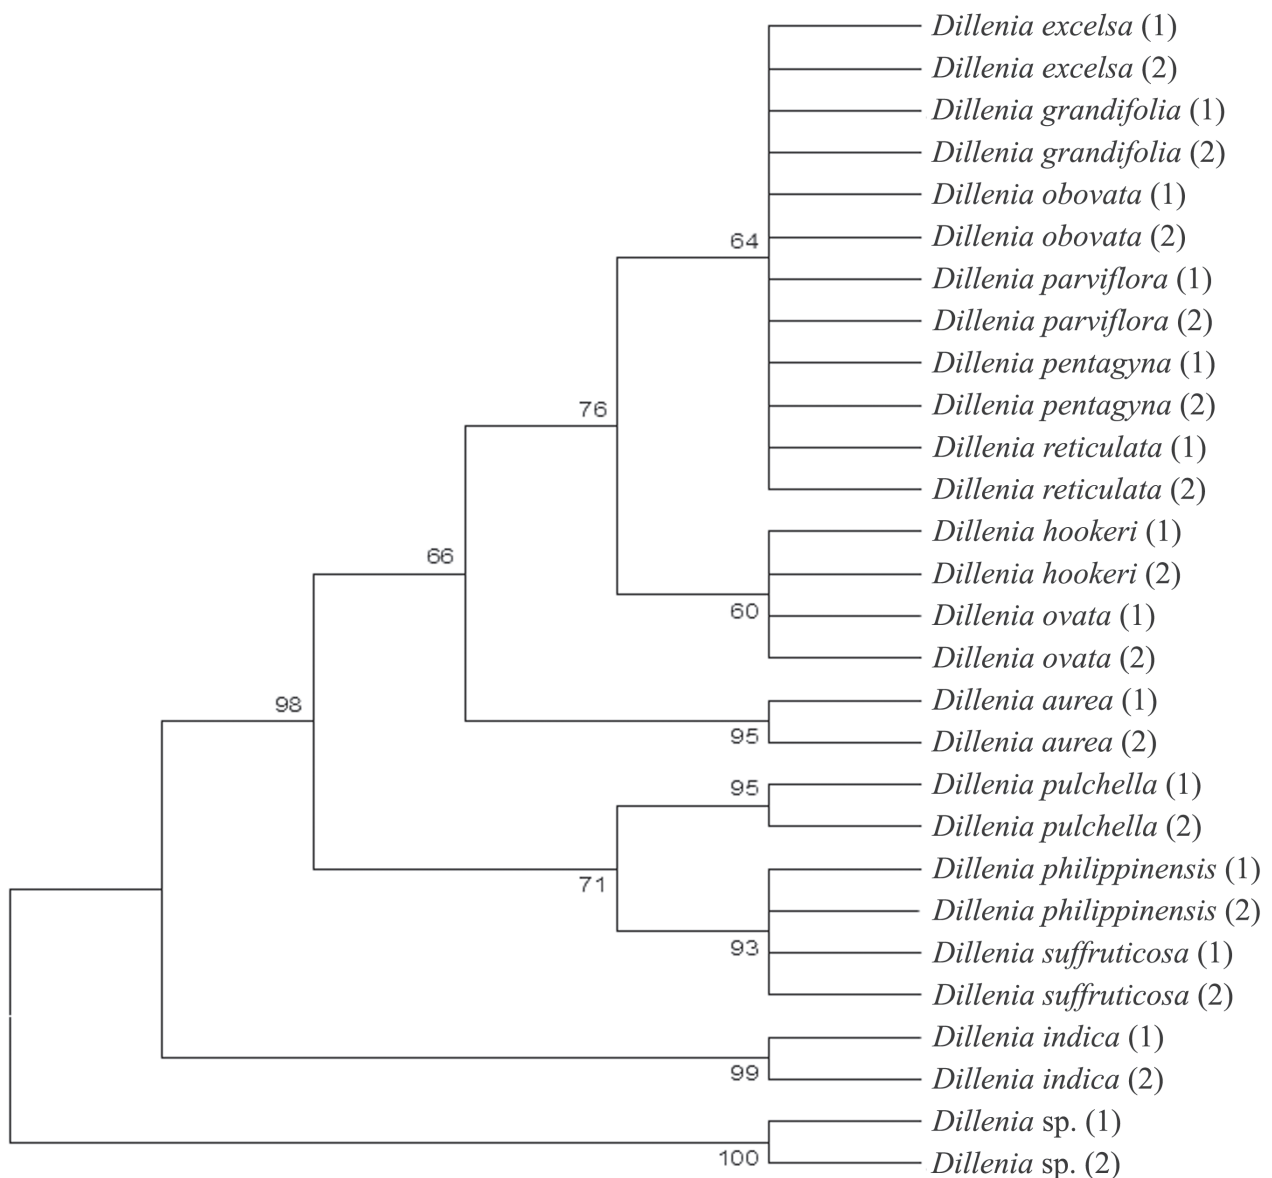 Dillenia excelsa (1)
Dillenia excelsa (2)
Dillenia grandifolia (1)
Dillenia grandifolia (2)
Dillenia obovata (1)
64
Dillenia obovata (2)
Dillenia parviflora (1)
Dillenia parviflora (2)
Dillenia pentagyna (1)
76
Dillenia pentagyna (2)
Dillenia reticulata (1)
Dillenia reticulata (2)
Dillenia hookeri (1)
66
Dillenia hookeri (2)
60
Dillenia ovata (1)
Dillenia ovata (2)
98
Dillenia aurea (1)
95
Dillenia aurea (2)
95
Dillenia pulchella (1)
Dillenia pulchella (2)
71
Dillenia philippinensis (1)
Dillenia philippinensis (2)
93
Dillenia suffruticosa (1)
Dillenia suffruticosa (2)
Dillenia indica (1)
99
Dillenia indica (2)
Dillenia sp. (1)
100
Dillenia sp. (2)